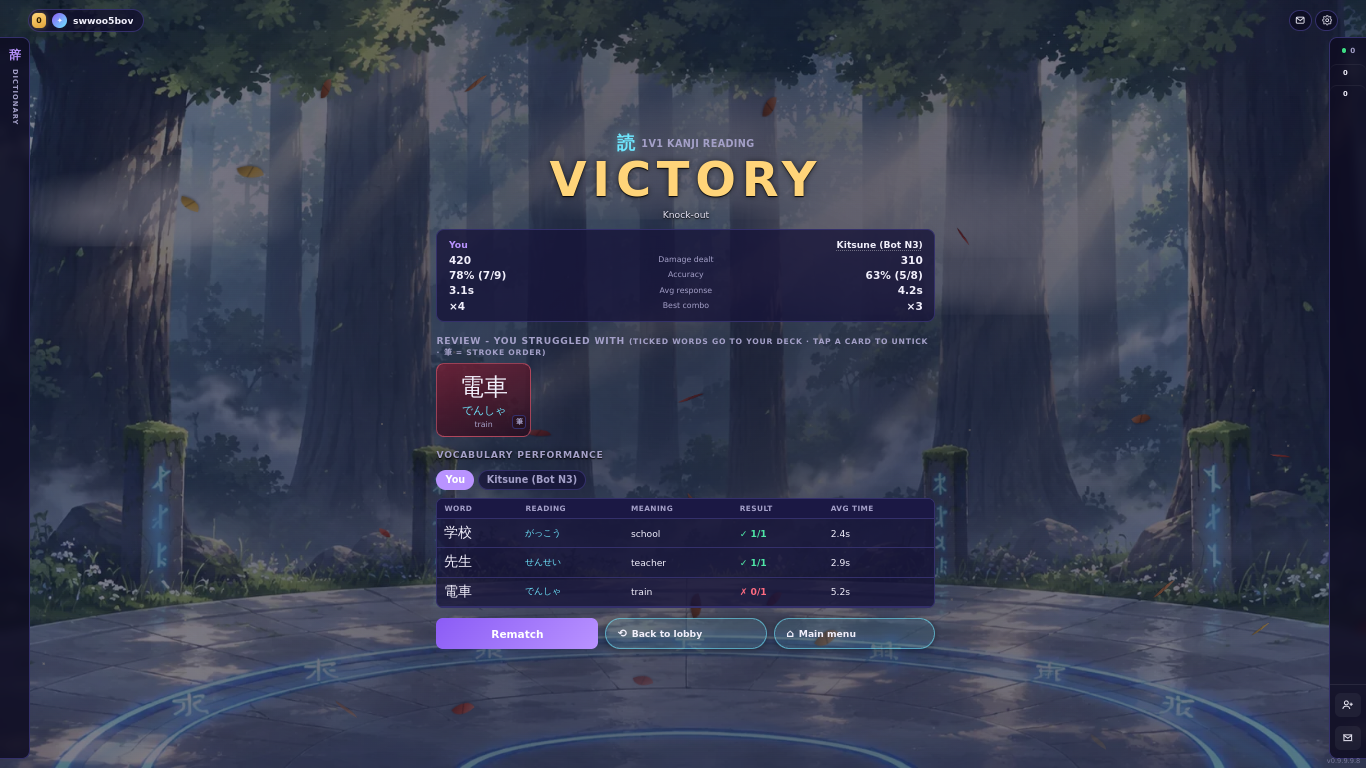 0 swwoo5bov
辞 DICTIONARY
0
0
0
読 1V1 KANJI READING
VICTORY
Knock-out
You Kitsune (Bot N3)
420 Damage dealt 310
78% (7/9) Accuracy 63% (5/8)
3.1s Avg response 4.2s
×4 Best combo ×3
REVIEW - YOU STRUGGLED WITH (TICKED WORDS GO TO YOUR DECK · TAP A CARD TO UNTICK
· 筆 = STROKE ORDER)
電車
でんしゃ
train 筆
VOCABULARY PERFORMANCE
You Kitsune (Bot N3)
WORD READING MEANING RESULT AVG TIME
学校 がっこう school ✓ 1/1 2.4s
先生 せんせい teacher ✓ 1/1 2.9s
電車 でんしゃ train ✗ 0/1 5.2s
Rematch ⟲ Back to lobby ⌂ Main menu